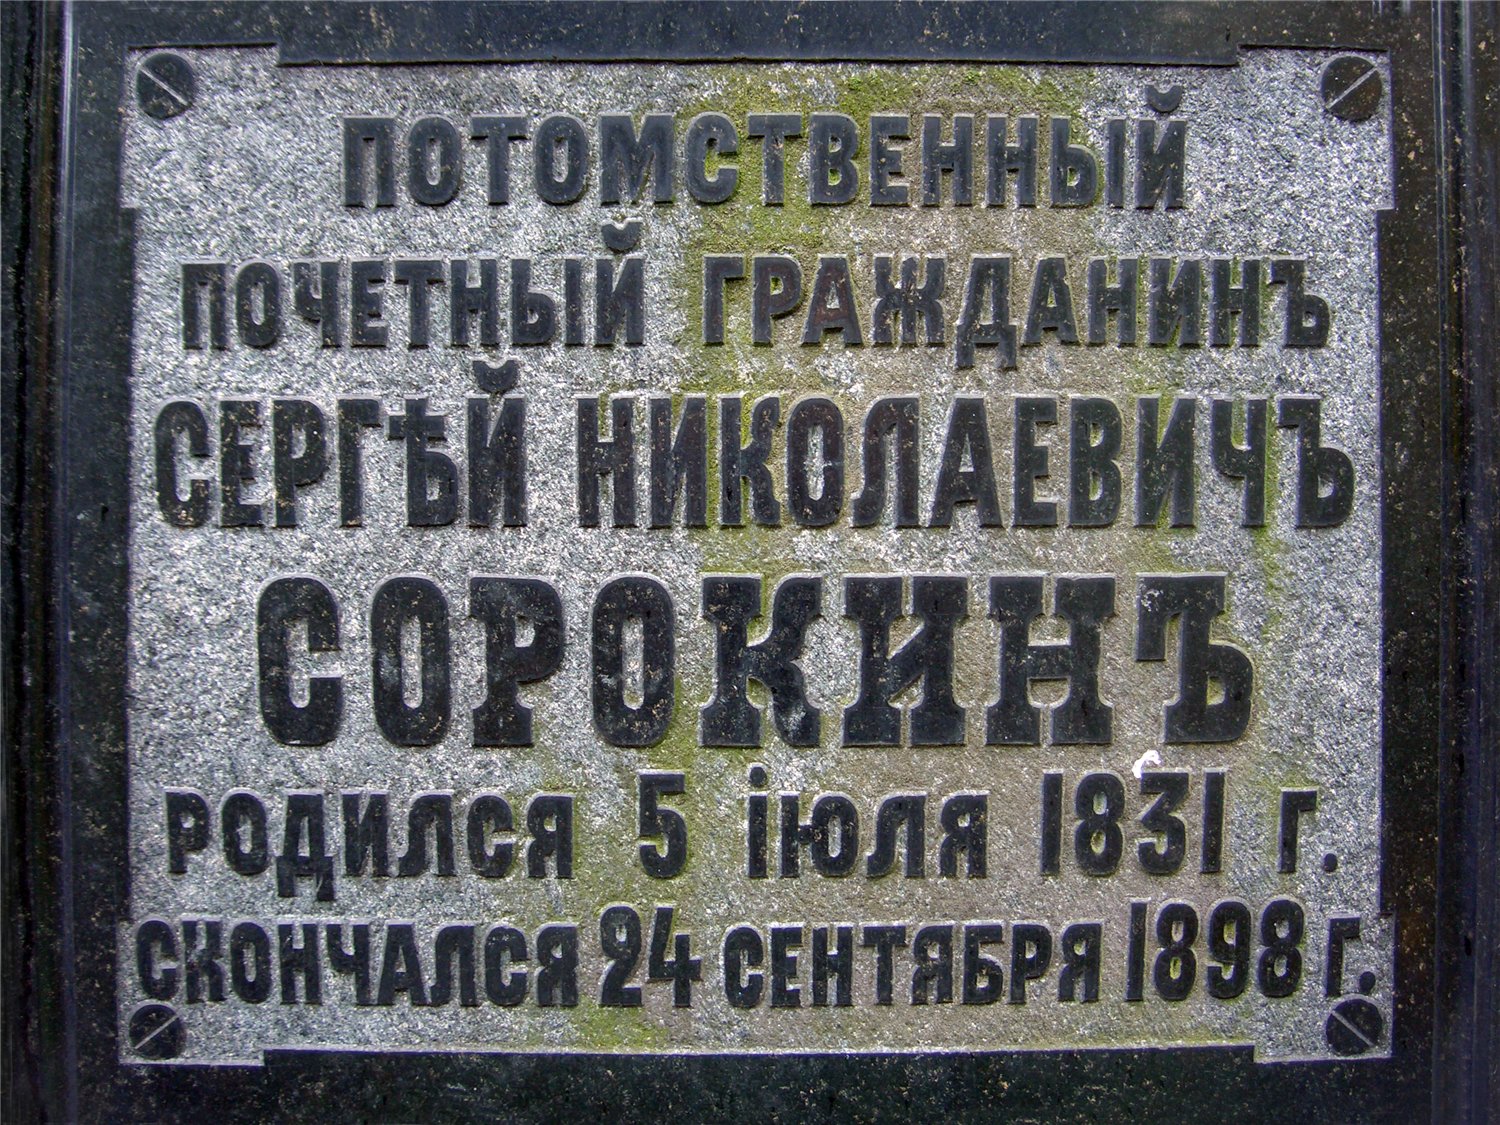 ПОТОМСТВЕННЫЙ
ПОЧЕТНЫЙ ГРАЖДАНИНЪ
СЕРГѢЙ НИКОЛАЕВИЧЪ
СОРОКИНЪ
РОДИЛСЯ 5 ІЮЛЯ 1831 Г.
СКОНЧАЛСЯ 24 СЕНТЯБРЯ 1898 Г.